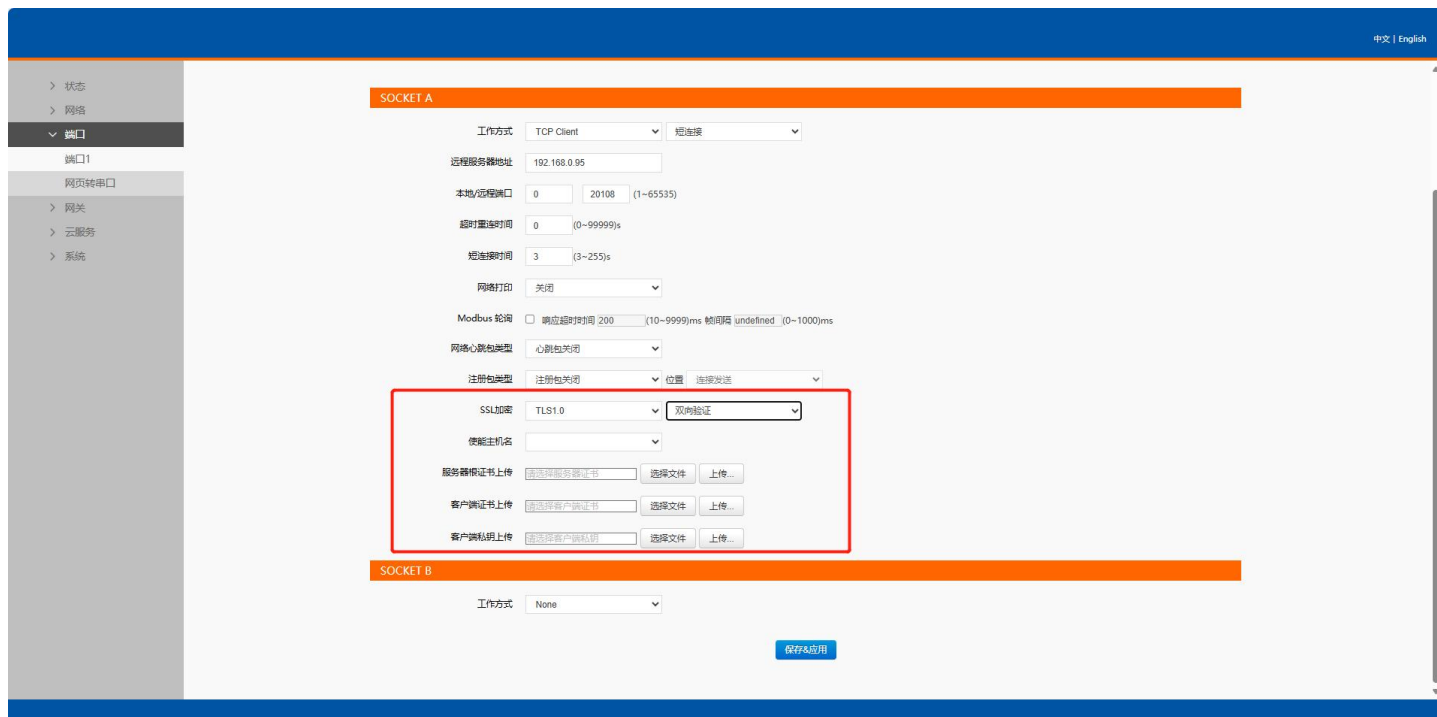 中文 | English
状态
网络
端口
端口1
网页转串口
网关
云服务
系统
SOCKET A
工作方式 TCP Client 短连接
远程服务器地址 192.168.0.95
本地/远程端口 0 20108 (1~65535)
超时重连时间 0 (0~99999)s
短连接时间 3 (3~255)s
网络打印 关闭
Modbus 轮询 响应超时时间 200 (10~9999)ms 帧间隔 undefined (0~1000)ms
网络心跳包类型 心跳包关闭
注册包类型 注册包关闭 位置 连接发送
SSL加密 TLS1.0 双向验证
使能主机名
服务器根证书上传 请选择服务器证书 选择文件 上传...
客户端证书上传 请选择客户端证书 选择文件 上传...
客户端私钥上传 请选择客户端私钥 选择文件 上传...
SOCKET B
工作方式 None
保存&应用